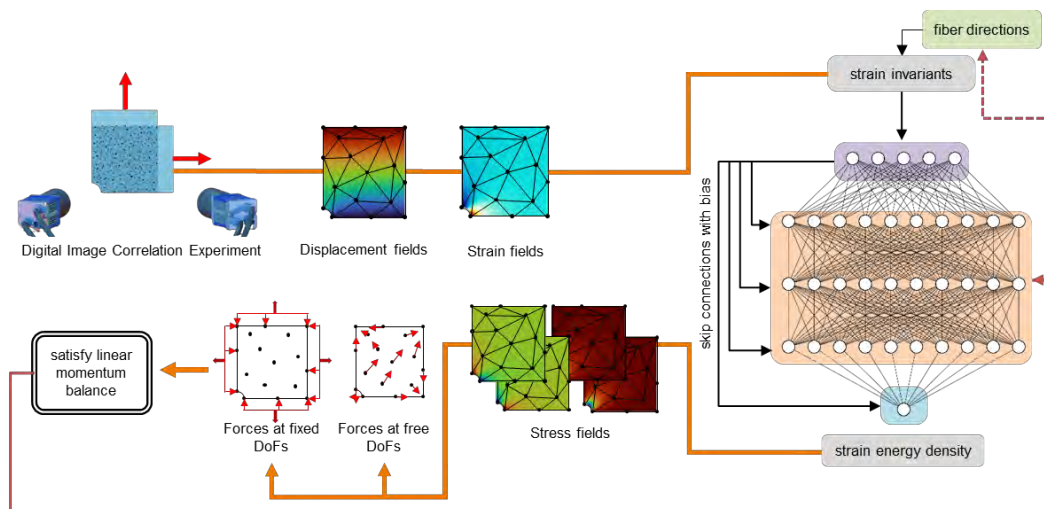 fiber directions
strain invariants
Digital Image Correlation Experiment
Displacement fields
Strain fields
skip connections with bias
satisfy linear
momentum
balance
Forces at fixed
DoFs
Forces at free
DoFs
Stress fields
strain energy density